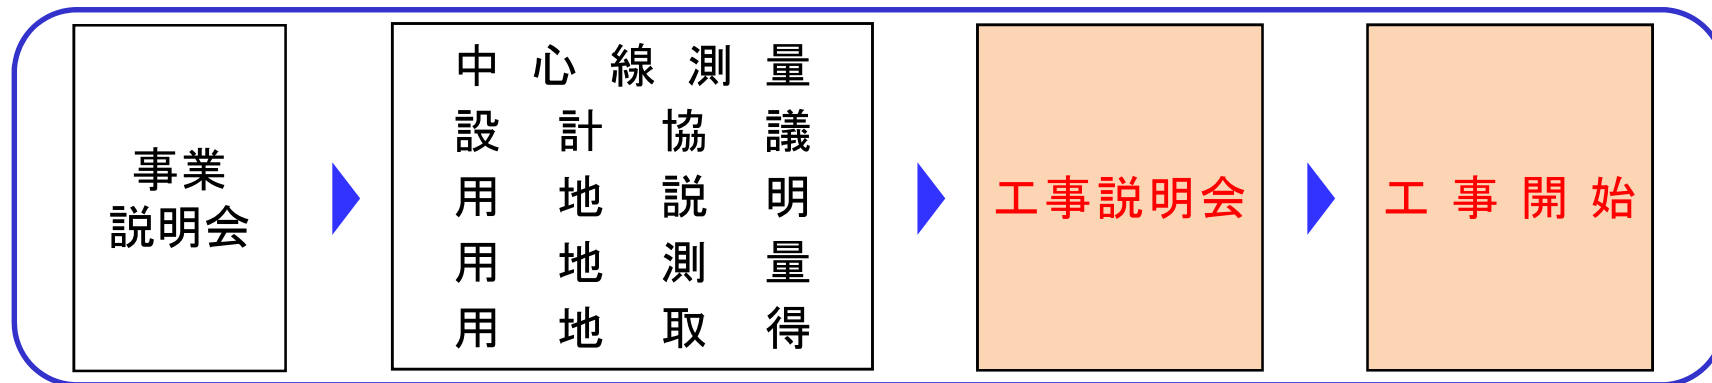 事業
説明会
中心線測量
設計協議
用地説明
用地測量
用地取得
工事説明会
工事開始